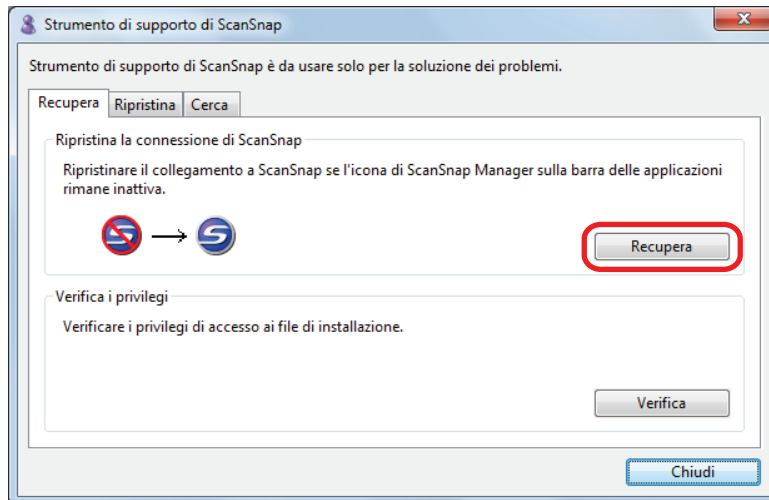 Strumento di supporto di ScanSnap
Strumento di supporto di ScanSnap è da usare solo per la soluzione dei problemi.
Recupera Ripristina Cerca
Ripristina la connessione di ScanSnap
Ripristinare il collegamento a ScanSnap se l'icona di ScanSnap Manager sulla barra delle applicazioni
rimane inattiva.
Recupera
Verifica i privilegi
Verificare i privilegi di accesso ai file di installazione.
Verifica
Chiudi